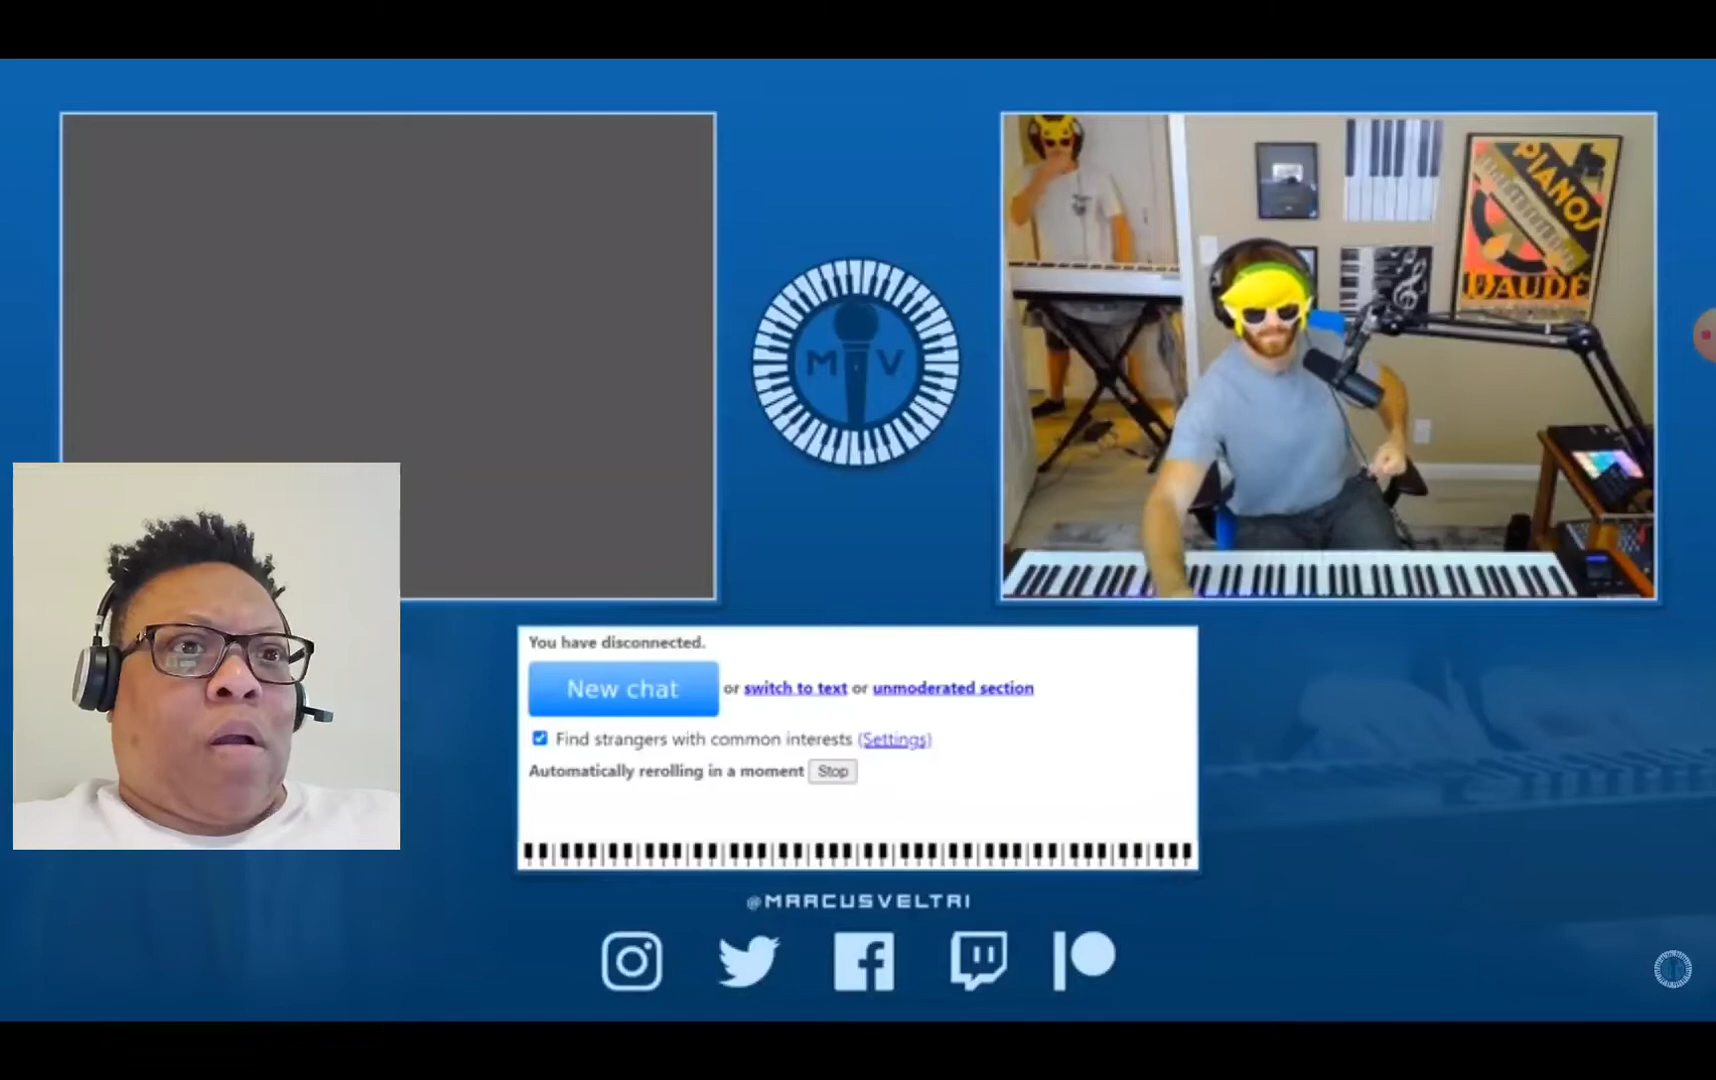 PIANOS
DAUDÉ
M V
You have disconnected.
New chat or switch to text or unmoderated section
Find strangers with common interests (Settings)
Automatically rerolling in a moment Stop
@MARCUSVELTRI